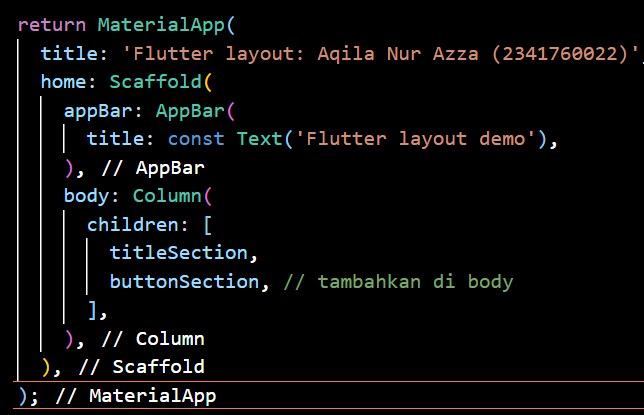 return MaterialApp(
title: 'Flutter layout: Aqila Nur Azza (2341760022)',
home: Scaffold(
appBar: AppBar(
title: const Text('Flutter layout demo'),
), // AppBar
body: Column(
children: [
titleSection,
buttonSection, // tambahkan di body
],
), // Column
), // Scaffold
); // MaterialApp